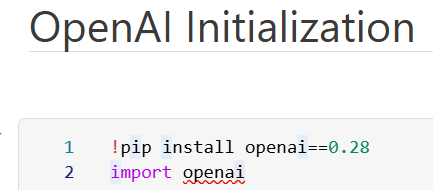 OpenAI Initialization
1 !pip install openai==0.28
2 import openai